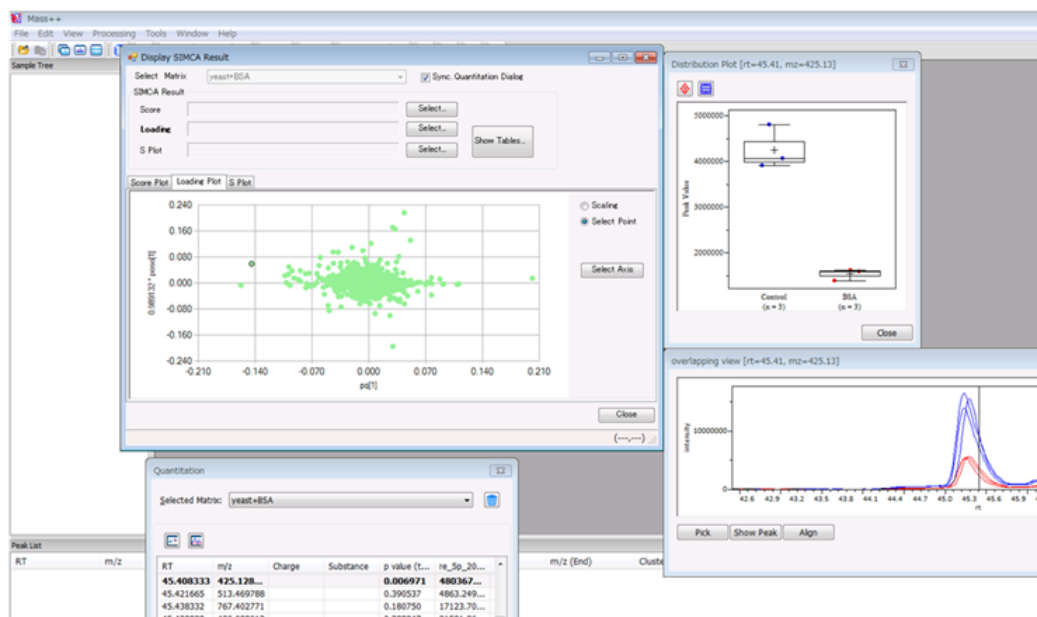 Mass++
File Edit View Processing Tools Window Help
Sample Tree
Display SIMCA Result
Select Matrix yeast+BSA Sync. Quantitation Dialog
SIMCA Result
Score Select...
Loading Select...
S Plot Select...
Show Tables...
Score Plot Loading Plot S Plot
0.240
0.160
0.080
0.000
-0.080
-0.160
-0.240
-0.210 -0.140 -0.070 0.000 0.070 0.140 0.210
pq[1]
Scaling
Select Point
Select Axis
Close
(---,---)
Distribution Plot [rt=45.41, mz=425.13]
5000000
4000000
3000000
2000000
Peak Value
Control
(n = 3)
BSA
(n = 3)
Close
overlapping view [rt=45.41, mz=425.13]
intensity
10000000
0
42.6 42.9 43.2 43.5 43.8 44.1 44.4 44.7 45.0 45.3 45.6 45.9
rt
Pick Show Peak Align
Quantitation
Selected Matrix: yeast+BSA
RT m/z Charge Substance p value (t... re_5p_20...
45.408333 425.128... 0.006971 480367...
45.421665 513.469788 0.390537 4863.249...
45.438332 767.402771 0.180750 17123.70...
Peak List
RT m/z m/z (End) Cluste